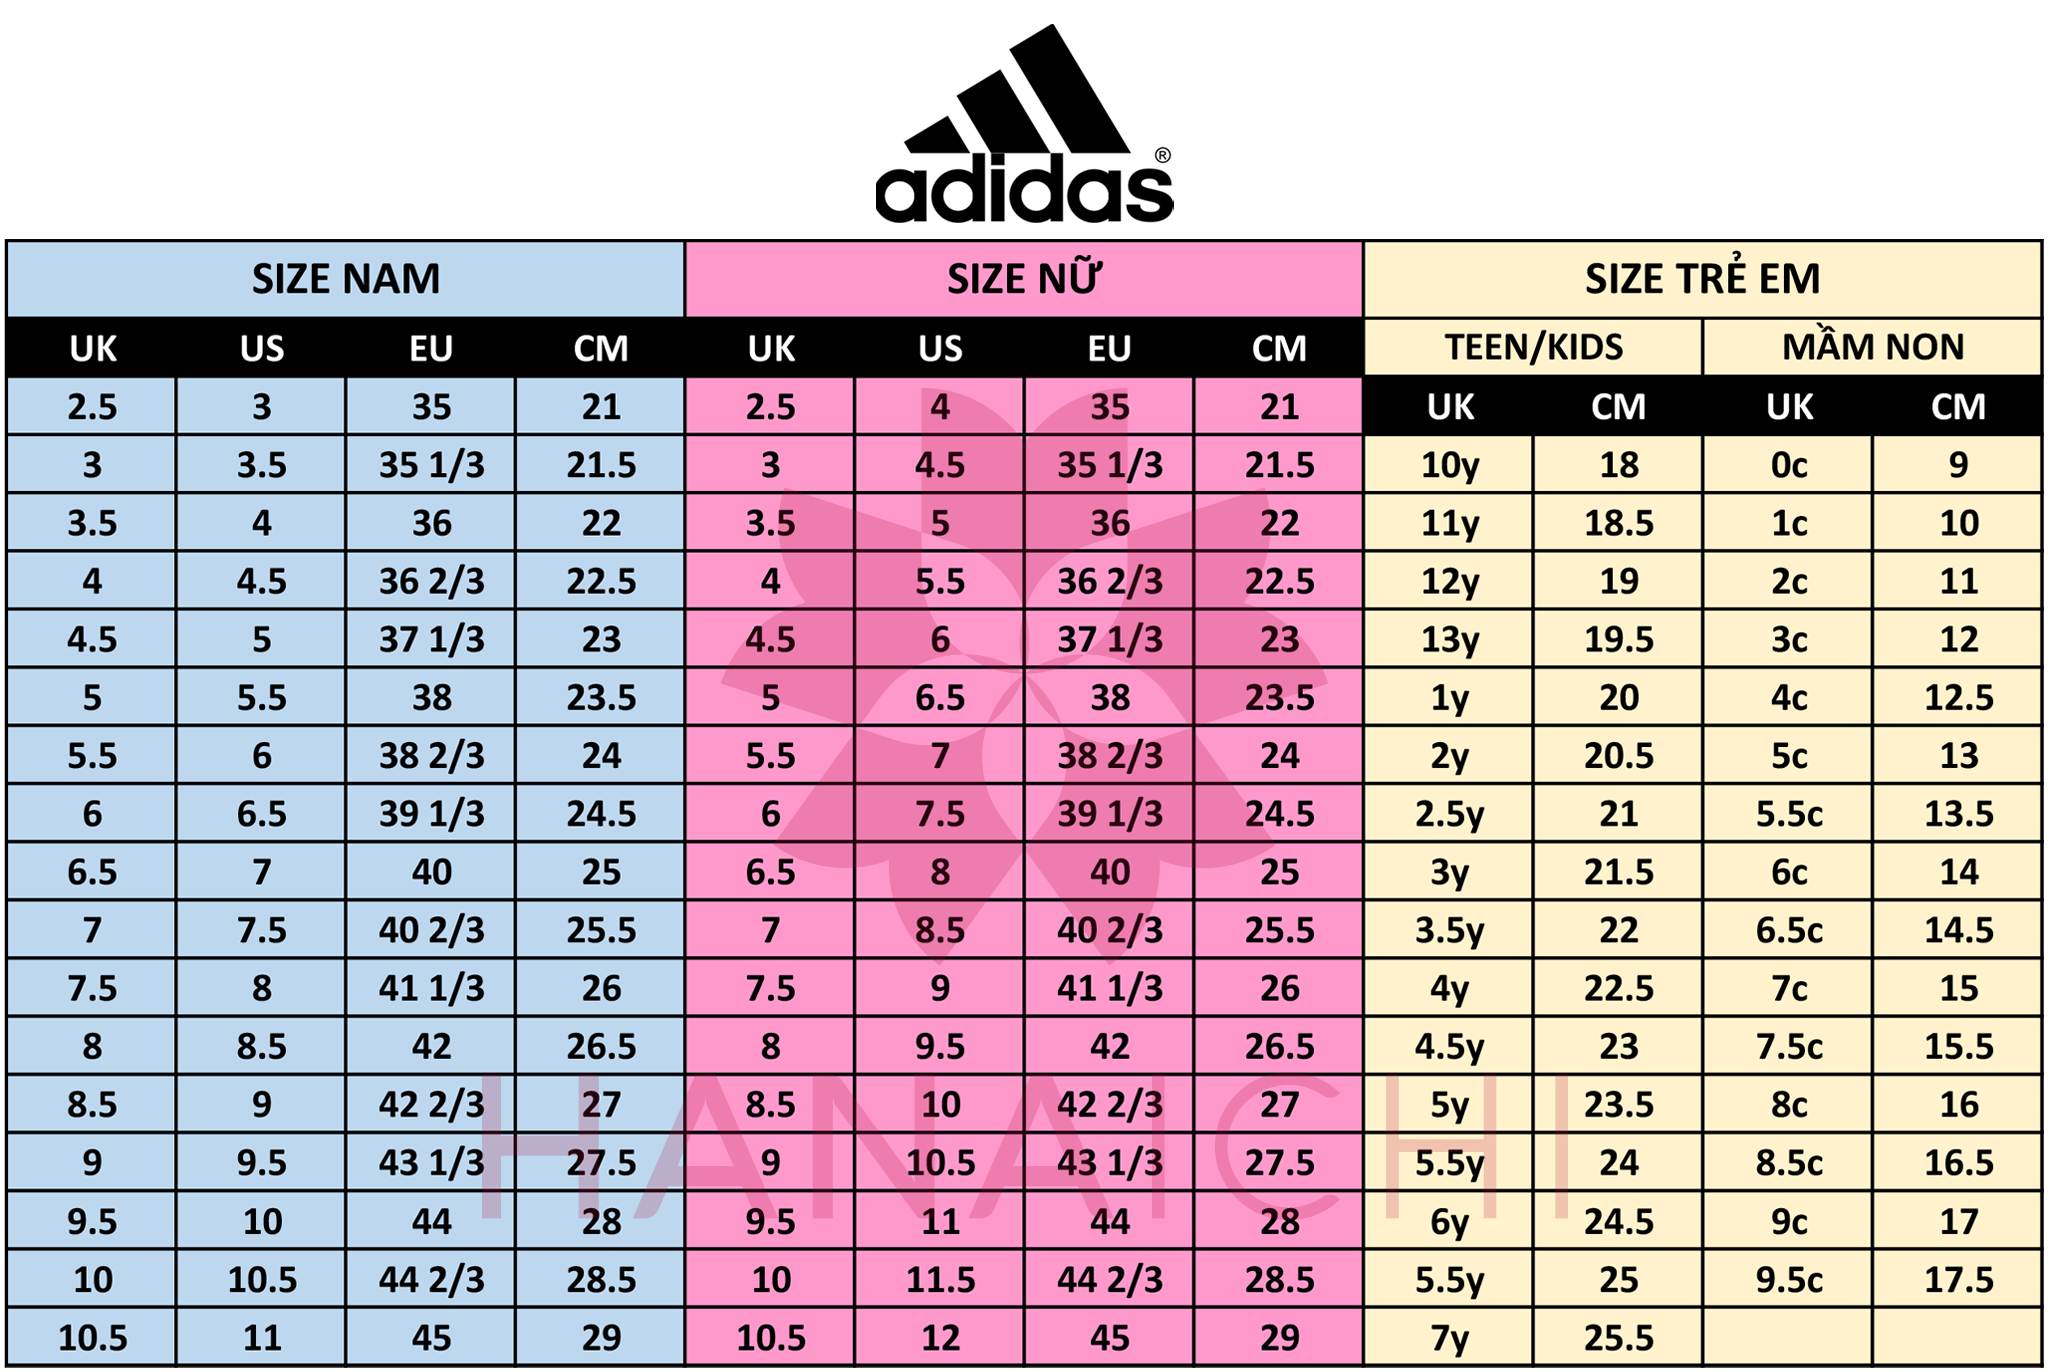 adidas®
SIZE NAM SIZE NỮ SIZE TRẺ EM
UK US EU CM UK US EU CM TEEN/KIDS MẦM NON
2.5 3 35 21 2.5 4 35 21 UK CM UK CM
3 3.5 35 1/3 21.5 3 4.5 35 1/3 21.5 10y 18 0c 9
3.5 4 36 22 3.5 5 36 22 11y 18.5 1c 10
4 4.5 36 2/3 22.5 4 5.5 36 2/3 22.5 12y 19 2c 11
4.5 5 37 1/3 23 4.5 6 37 1/3 23 13y 19.5 3c 12
5 5.5 38 23.5 5 6.5 38 23.5 1y 20 4c 12.5
5.5 6 38 2/3 24 5.5 7 38 2/3 24 2y 20.5 5c 13
6 6.5 39 1/3 24.5 6 7.5 39 1/3 24.5 2.5y 21 5.5c 13.5
6.5 7 40 25 6.5 8 40 25 3y 21.5 6c 14
7 7.5 40 2/3 25.5 7 8.5 40 2/3 25.5 3.5y 22 6.5c 14.5
7.5 8 41 1/3 26 7.5 9 41 1/3 26 4y 22.5 7c 15
8 8.5 42 26.5 8 9.5 42 26.5 4.5y 23 7.5c 15.5
8.5 9 42 2/3 27 8.5 10 42 2/3 27 5y 23.5 8c 16
9 9.5 43 1/3 27.5 9 10.5 43 1/3 27.5 5.5y 24 8.5c 16.5
9.5 10 44 28 9.5 11 44 28 6y 24.5 9c 17
10 10.5 44 2/3 28.5 10 11.5 44 2/3 28.5 5.5y 25 9.5c 17.5
10.5 11 45 29 10.5 12 45 29 7y 25.5
HANAICHI